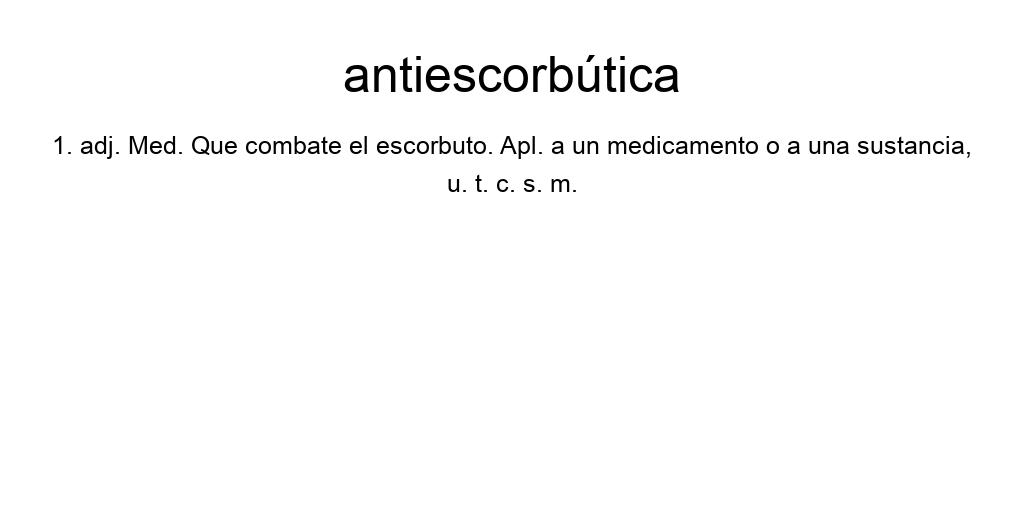 antiescorbútica
1. adj. Med. Que combate el escorbuto. Apl. a un medicamento o a una sustancia,
u. t. c. s. m.